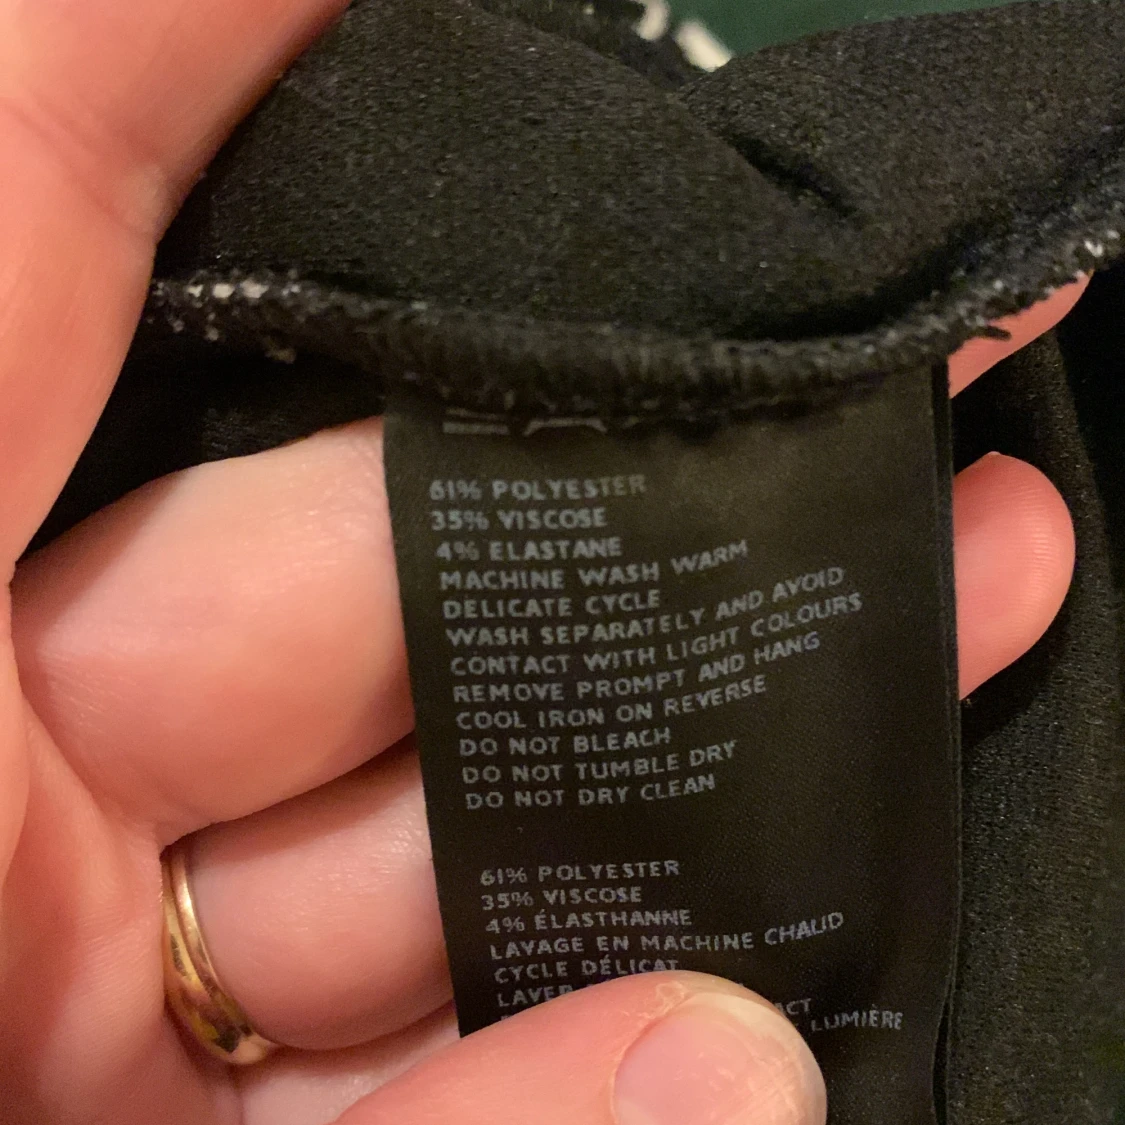 61% POLYESTER
35% VISCOSE
4% ELASTANE
MACHINE WASH WARM
DELICATE CYCLE
WASH SEPARATELY AND AVOID
CONTACT WITH LIGHT COLOURS
REMOVE PROMPT AND HANG
COOL IRON ON REVERSE
DO NOT BLEACH
DO NOT TUMBLE DRY
DO NOT DRY CLEAN
61% POLYESTER
35% VISCOSE
4% ÉLASTHANNE
LAVAGE EN MACHINE CHAUD
CYCLE DÉLICAT
LUMIÈRE